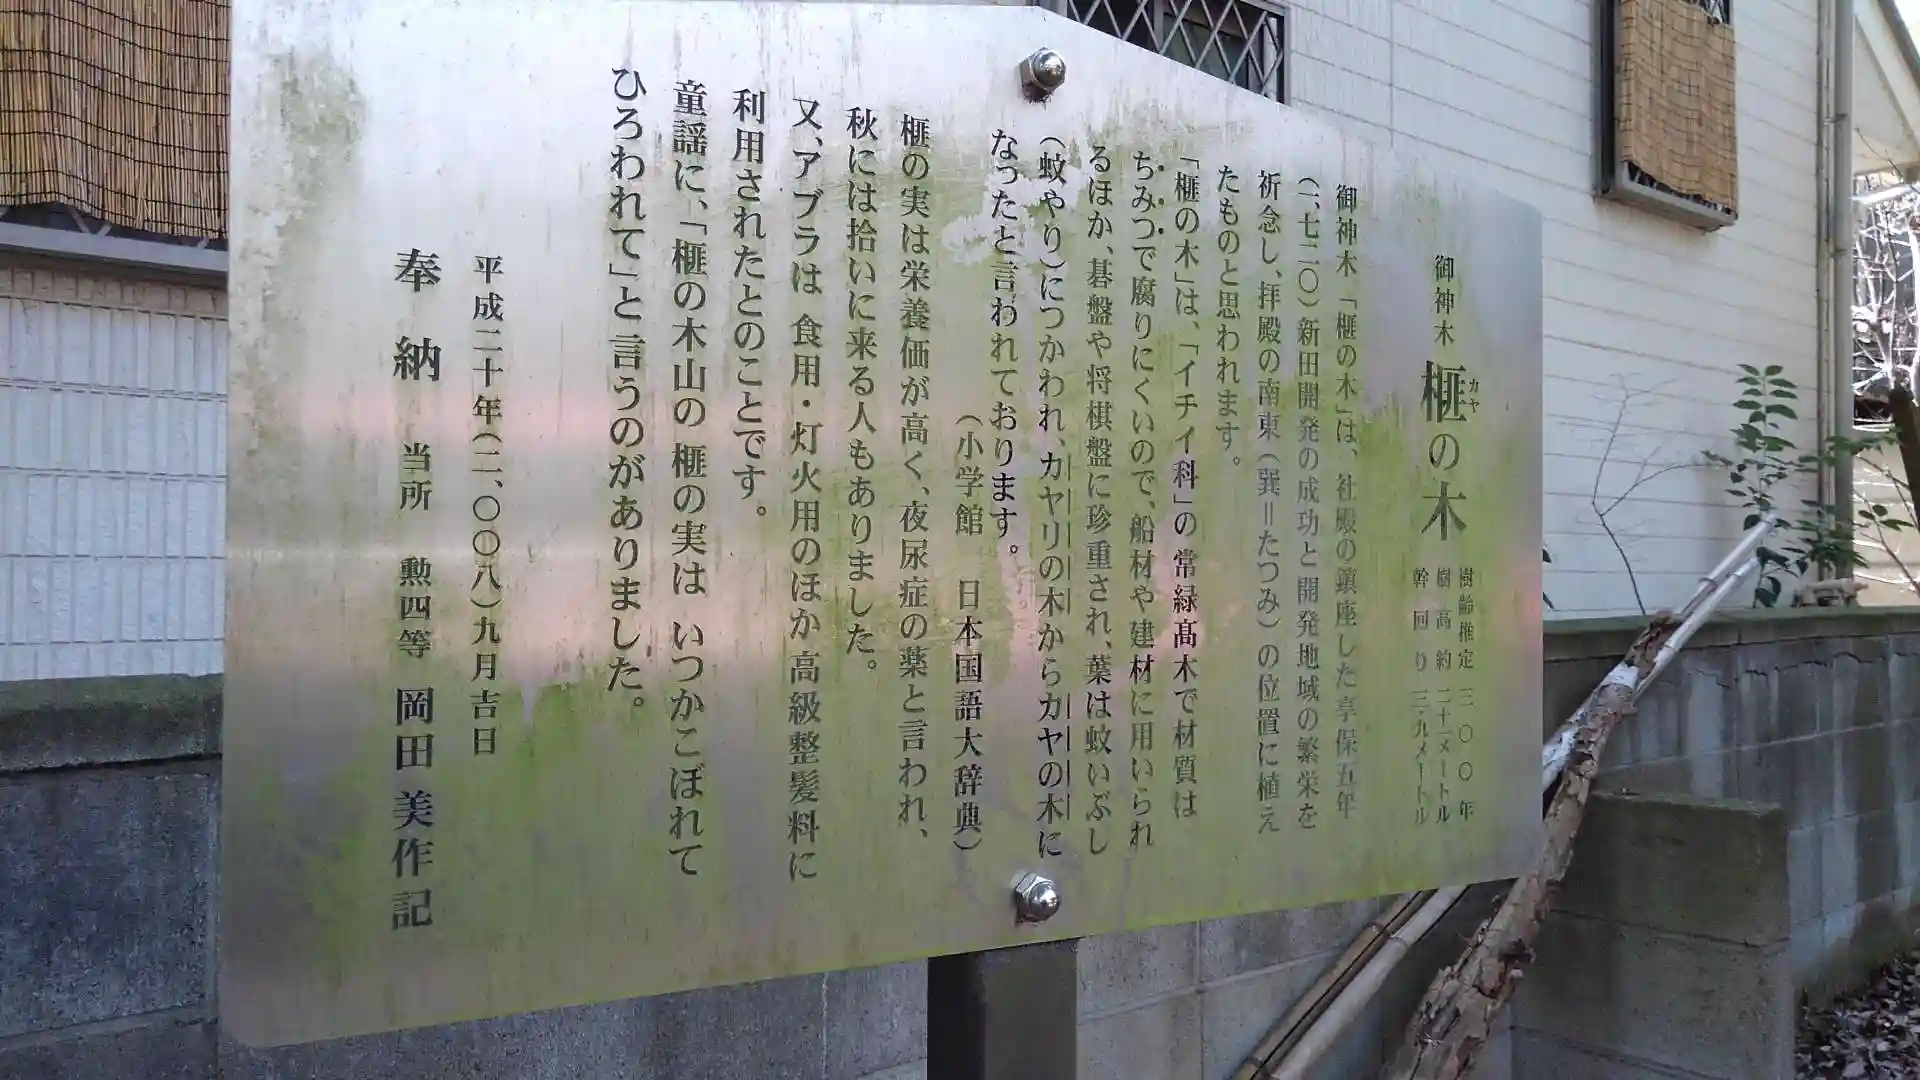 御神木 榧の木
カヤ
樹齢推定 三〇〇年
樹高 約 二十一メートル
幹回り 三・九メートル
御神木「榧の木」は、社殿の鎮座した享保五年
(一、七二〇)新田開発の成功と開発地域の繁栄を
祈念し、拝殿の南東(巽=たつみ)の位置に植え
たものと思われます。
「榧の木」は、「イチイ科」の常緑髙木で材質は
ちみつで腐りにくいので、船材や建材に用いられ
るほか、碁盤や将棋盤に珍重され、葉は蚊いぶし
(蚊やり)につかわれ、カヤリの木からカヤの木に
なったと言われております。
(小学館 日本国語大辞典)
榧の実は栄養価が高く、夜尿症の薬と言われ、
秋には拾いに来る人もありました。
又、アブラは 食用・灯火用のほか高級整髪料に
利用されたとのことです。
童謡に、「榧の木山の 榧の実は いつかこぼれて
ひろわれて」と言うのがありました。
平成二十年(二、〇〇八)九月吉日
奉納 当所 勲四等 岡田美作記